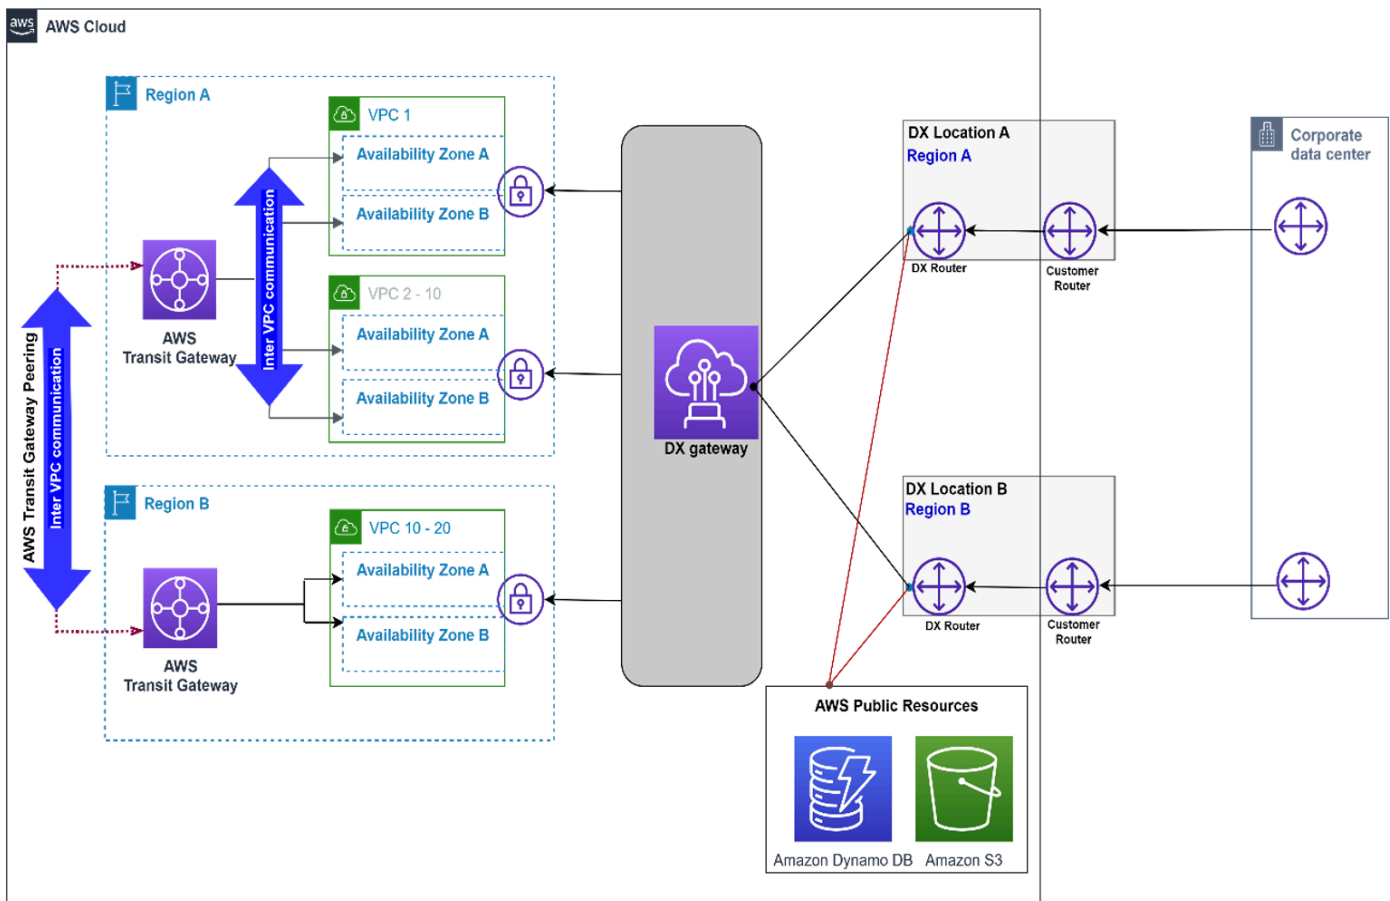 aws
AWS Cloud
Region A
VPC 1
Availability Zone A
Availability Zone B
VPC 2 - 10
Availability Zone A
Availability Zone B
Inter VPC communication
AWS
Transit Gateway
AWS Transit Gateway Peering
Inter VPC communication
Region B
VPC 10 - 20
Availability Zone A
Availability Zone B
AWS
Transit Gateway
DX gateway
DX Location A
Region A
DX Router
Customer
Router
DX Location B
Region B
DX Router
Customer
Router
Corporate
data center
AWS Public Resources
Amazon Dynamo DB
Amazon S3